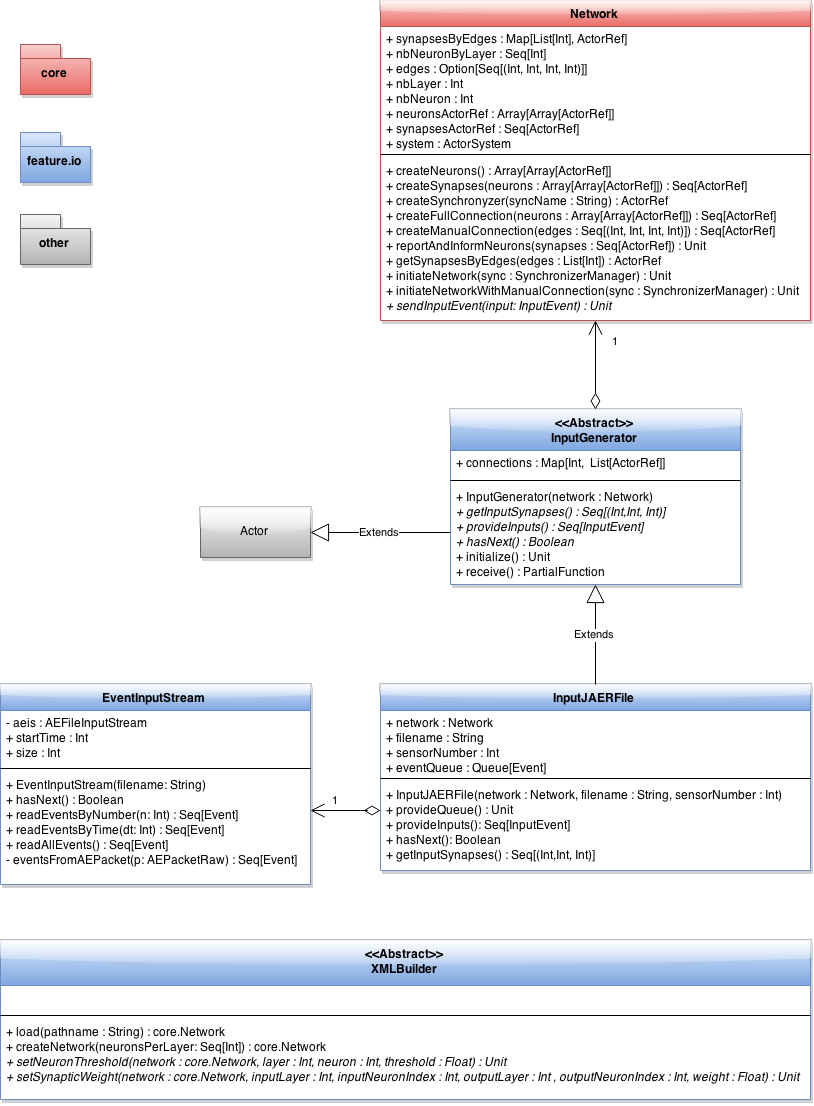 core
feature.io
other
Network
+ synapsesByEdges : Map[List[Int], ActorRef]
+ nbNeuronByLayer : Seq[Int]
+ edges : Option[Seq[(Int, Int, Int, Int)]]
+ nbLayer : Int
+ nbNeuron : Int
+ neuronsActorRef : Array[Array[ActorRef]]
+ synapsesActorRef : Seq[ActorRef]
+ system : ActorSystem
+ createNeurons() : Array[Array[ActorRef]]
+ createSynapses(neurons : Array[Array[ActorRef]]) : Seq[ActorRef]
+ createSynchronyzer(syncName : String) : ActorRef
+ createFullConnection(neurons : Array[Array[ActorRef]]) : Seq[ActorRef]
+ createManualConnection(edges : Seq[(Int, Int, Int, Int)]) : Seq[ActorRef]
+ reportAndInformNeurons(synapses : Seq[ActorRef]) : Unit
+ getSynapsesByEdges(edges : List[Int]) : ActorRef
+ initiateNetwork(sync : SynchronizerManager) : Unit
+ initiateNetworkWithManualConnection(sync : SynchronizerManager) : Unit
+ sendInputEvent(input: InputEvent) : Unit
1
<<Abstract>>
InputGenerator
+ connections : Map[Int, List[ActorRef]]
+ InputGenerator(network : Network)
+ getInputSynapses() : Seq[(Int,Int, Int)]
+ provideInputs() : Seq[InputEvent]
+ hasNext() : Boolean
+ initialize() : Unit
+ receive() : PartialFunction
Actor
Extends
Extends
EventInputStream
- aeis : AEFileInputStream
+ startTime : Int
+ size : Int
+ EventInputStream(filename: String)
+ hasNext() : Boolean
+ readEventsByNumber(n: Int) : Seq[Event]
+ readEventsByTime(dt: Int) : Seq[Event]
+ readAllEvents() : Seq[Event]
- eventsFromAEPacket(p: AEPacketRaw) : Seq[Event]
1
InputJAERFile
+ network : Network
+ filename : String
+ sensorNumber : Int
+ eventQueue : Queue[Event]
+ InputJAERFile(network : Network, filename : String, sensorNumber : Int)
+ provideQueue() : Unit
+ provideInputs(): Seq[InputEvent]
+ hasNext(): Boolean
+ getInputSynapses() : Seq[(Int,Int, Int)]
<<Abstract>>
XMLBuilder
+ load(pathname : String) : core.Network
+ createNetwork(neuronsPerLayer: Seq[Int]) : core.Network
+ setNeuronThreshold(network : core.Network, layer : Int, neuron : Int, threshold : Float) : Unit
+ setSynapticWeight(network : core.Network, inputLayer : Int, inputNeuronIndex : Int, outputLayer : Int , outputNeuronIndex : Int, weight : Float) : Unit